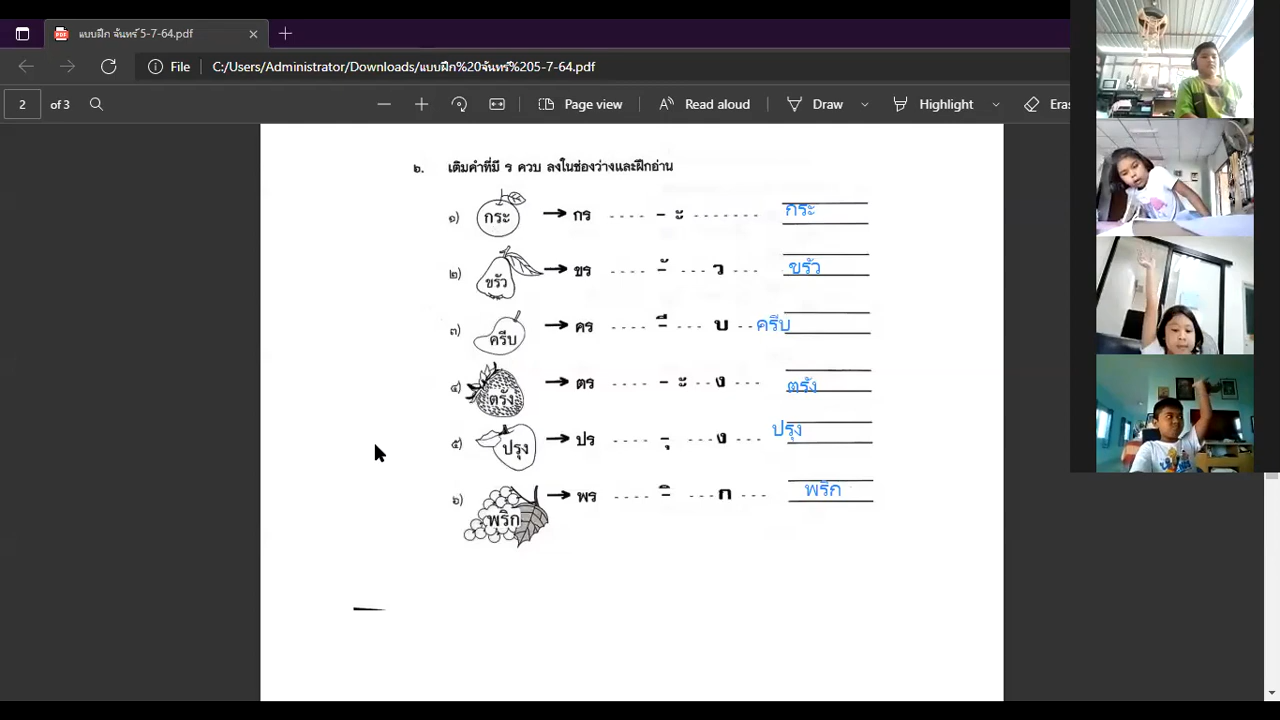 แบบฝึก จันทร์ 5-7-64.pdf
File C:/Users/Administrator/Downloads/แบบฝึก%20จันทร์%205-7-64.pdf
2 of 3 Page view Read aloud Draw Highlight Eras
๖. เติมคำที่มี ร ควบ ลงในช่องว่างและฝึกอ่าน
๑) กระ → กร .... -ะ ....... กระ
๒) ขรัว → ขร .... -ั ... ว ... ขรัว
๓) ครีบ → คร .... -ี ... บ .. ครีบ
๔) ตรัง → ตร .... -ะ .. ง ... ตรัง
๕) ปรุง → ปร .... -ุ ... ง ... ปรุง
๖) พริก → พร .... -ิ ... ก ... พริก